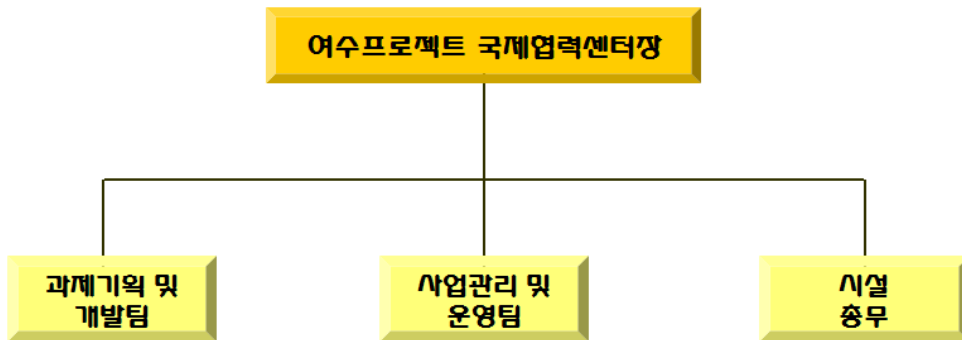 여수프로젝트 국제협력센터장
과제기획 및
개발팀
사업관리 및
운영팀
시설
총무